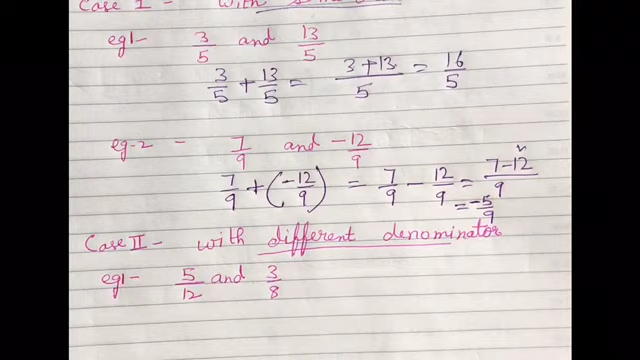 Case I - with same
eg1- 3/5 and 13/5
3/5 + 13/5 = 3+13/5 = 16/5
eg-2 - 7/9 and -12/9
7/9 + (-12/9) = 7/9 - 12/9 = 7-12/9
= -5/9
Case II - with different denominator
eg1- 5/12 and 3/8